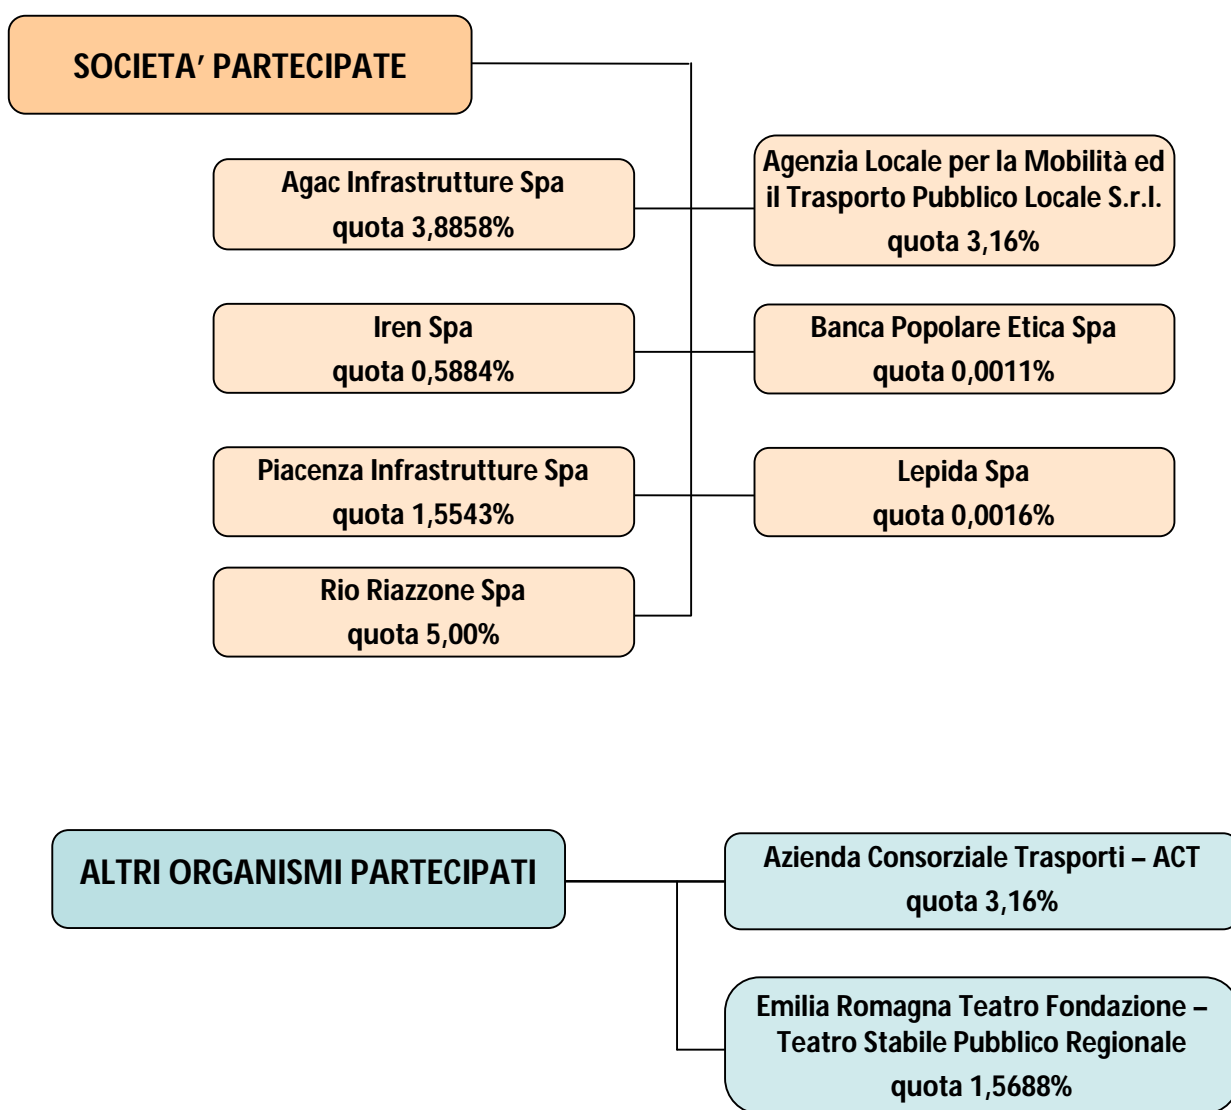 SOCIETA’ PARTECIPATE
Agac Infrastrutture Spa
quota 3,8858%
Agenzia Locale per la Mobilità ed
il Trasporto Pubblico Locale S.r.l.
quota 3,16%
Iren Spa
quota 0,5884%
Banca Popolare Etica Spa
quota 0,0011%
Piacenza Infrastrutture Spa
quota 1,5543%
Lepida Spa
quota 0,0016%
Rio Riazzone Spa
quota 5,00%
ALTRI ORGANISMI PARTECIPATI
Azienda Consorziale Trasporti – ACT
quota 3,16%
Emilia Romagna Teatro Fondazione –
Teatro Stabile Pubblico Regionale
quota 1,5688%